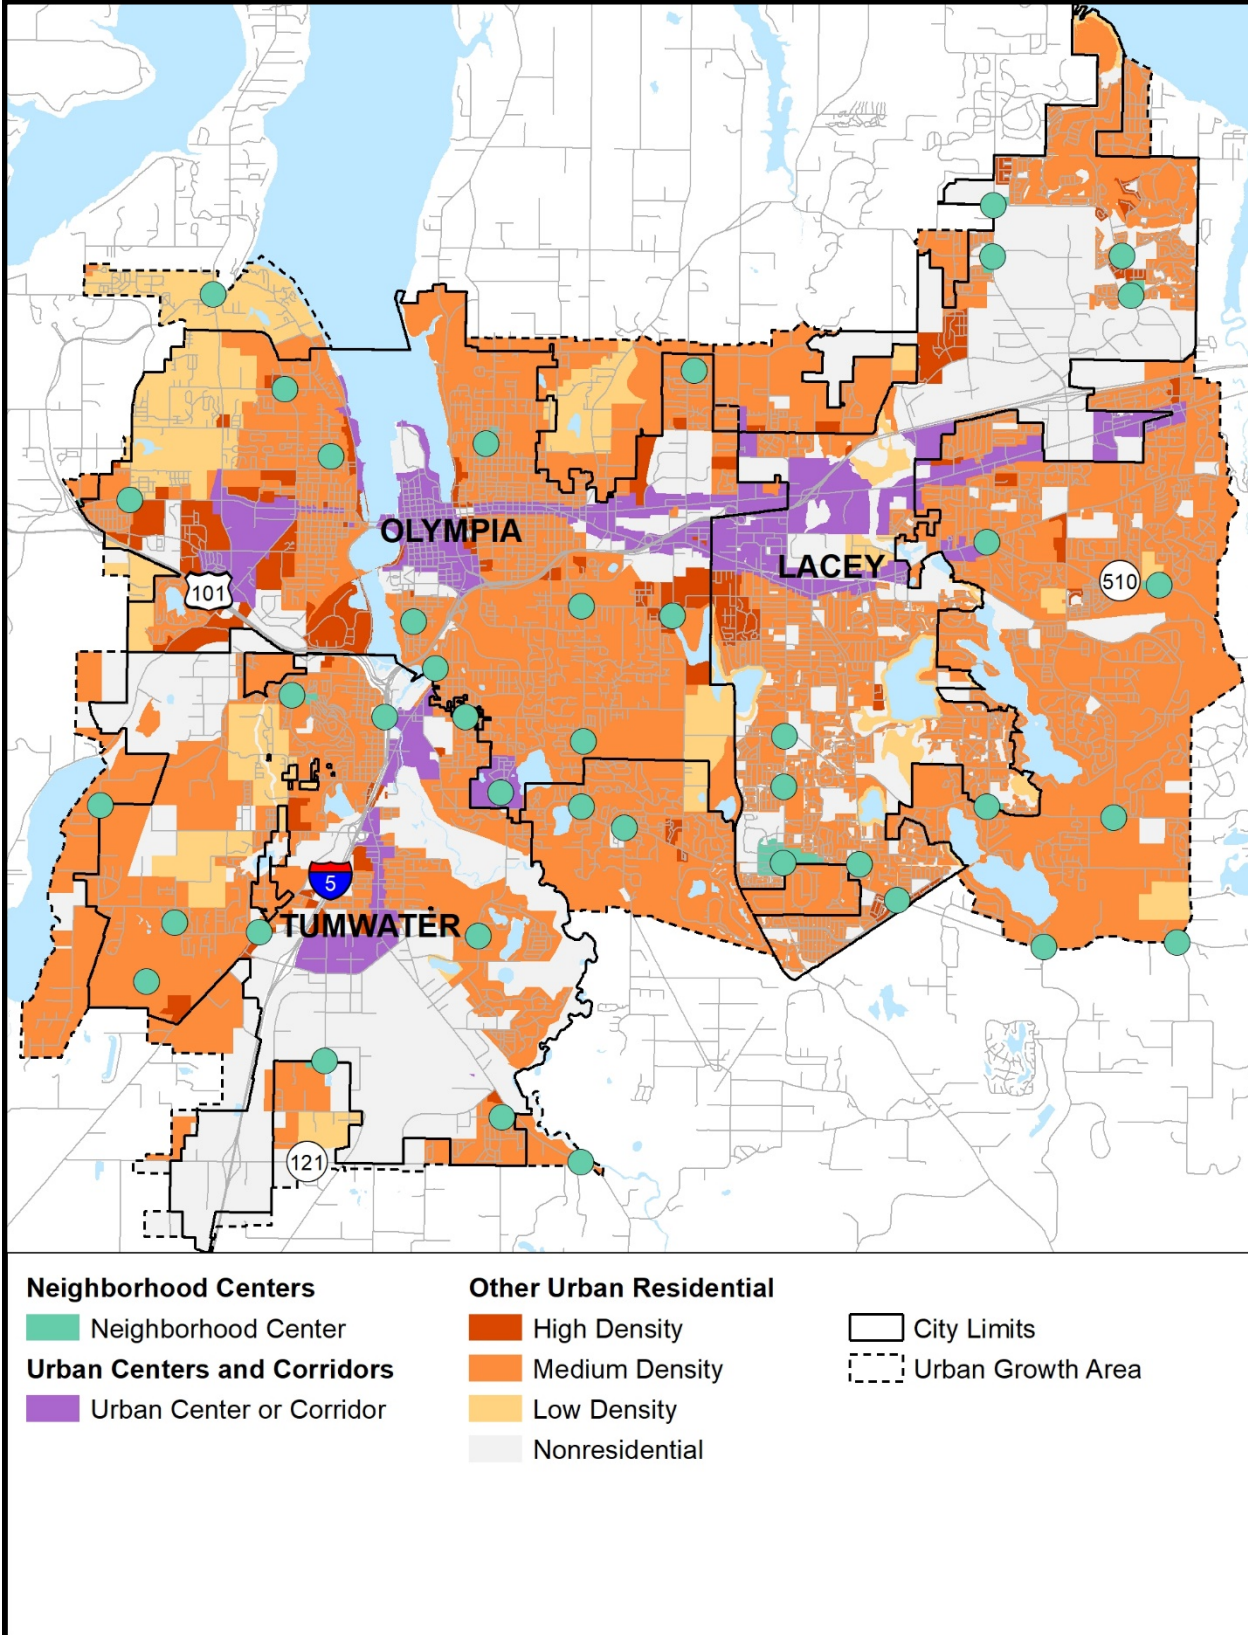 OLYMPIA
LACEY
510
101
5
TUMWATER
121
Neighborhood Centers
Neighborhood Center
Urban Centers and Corridors
Urban Center or Corridor
Other Urban Residential
High Density
Medium Density
Low Density
Nonresidential
City Limits
Urban Growth Area